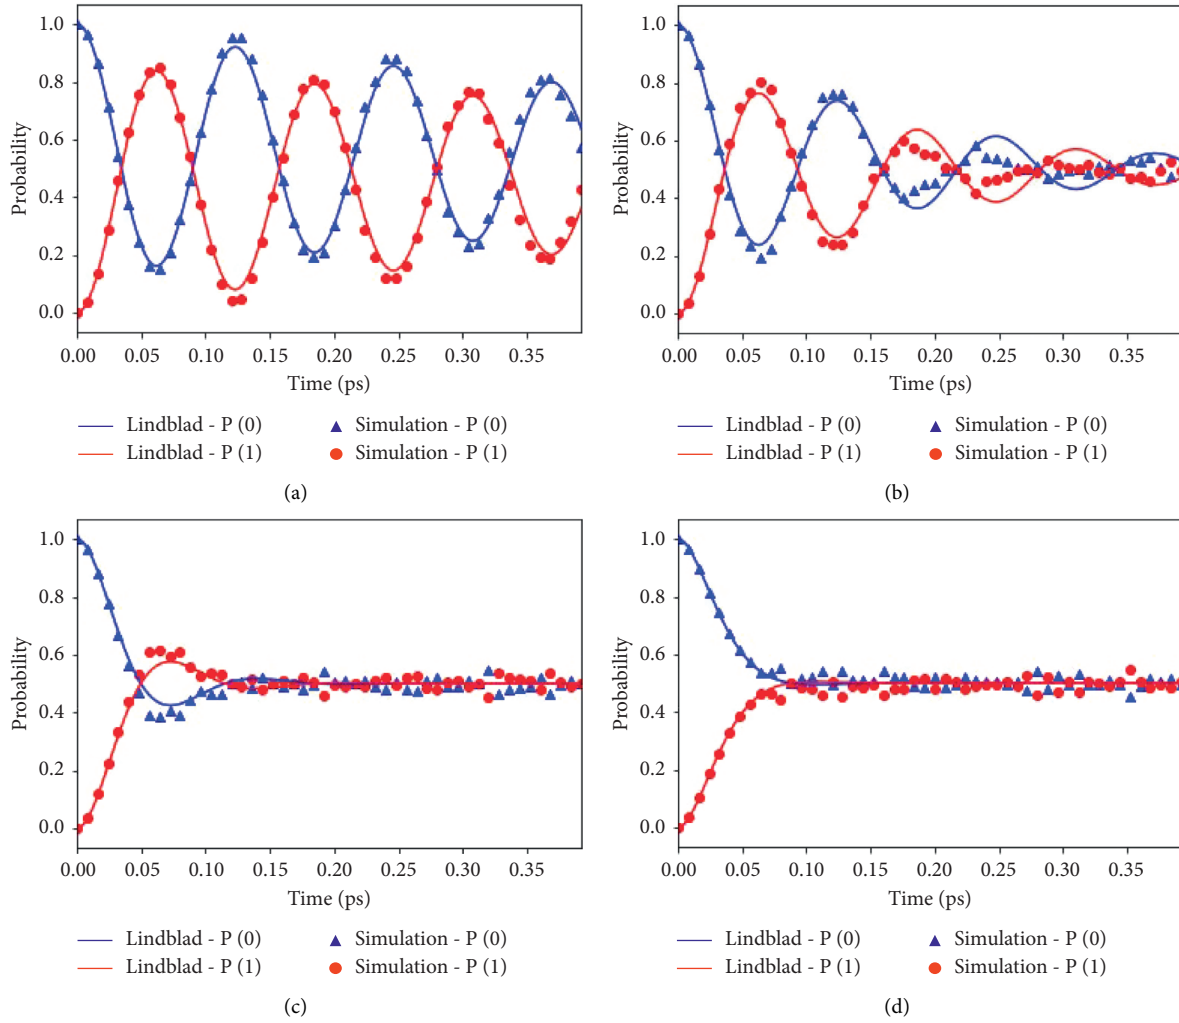 1.0
0.8
0.6
0.4
0.2
0.0
Probability
0.00 0.05 0.10 0.15 0.20 0.25 0.30 0.35
Time (ps)
Lindblad - P (0) Simulation - P (0)
Lindblad - P (1) Simulation - P (1)
(a)
1.0
0.8
0.6
0.4
0.2
0.0
Probability
0.00 0.05 0.10 0.15 0.20 0.25 0.30 0.35
Time (ps)
Lindblad - P (0) Simulation - P (0)
Lindblad - P (1) Simulation - P (1)
(b)
1.0
0.8
0.6
0.4
0.2
0.0
Probability
0.00 0.05 0.10 0.15 0.20 0.25 0.30 0.35
Time (ps)
Lindblad - P (0) Simulation - P (0)
Lindblad - P (1) Simulation - P (1)
(c)
1.0
0.8
0.6
0.4
0.2
0.0
Probability
0.00 0.05 0.10 0.15 0.20 0.25 0.30 0.35
Time (ps)
Lindblad - P (0) Simulation - P (0)
Lindblad - P (1) Simulation - P (1)
(d)